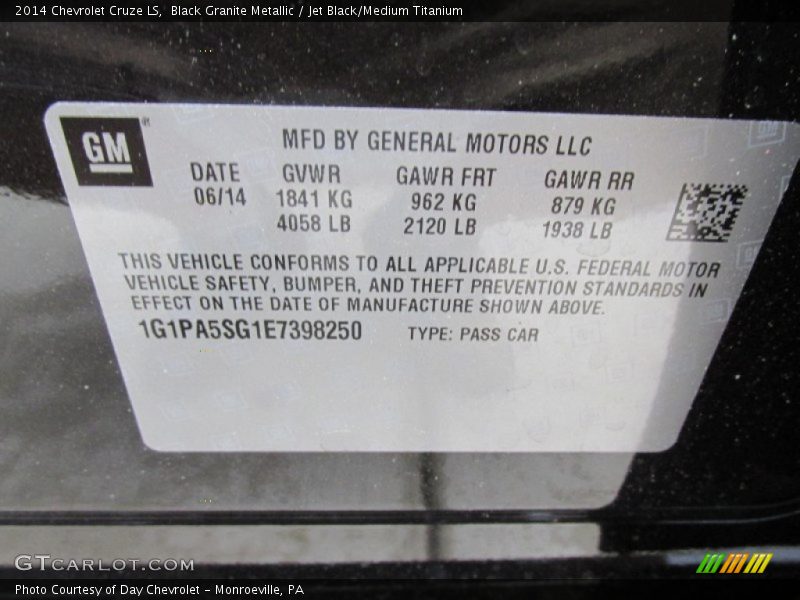 2014 Chevrolet Cruze LS,  Black Granite Metallic / Jet Black/Medium Titanium
GM
MFD BY GENERAL MOTORS LLC
DATE GVWR GAWR FRT GAWR RR
06/14 1841 KG 962 KG 879 KG
4058 LB 2120 LB 1938 LB
THIS VEHICLE CONFORMS TO ALL APPLICABLE U.S. FEDERAL MOTOR
VEHICLE SAFETY, BUMPER, AND THEFT PREVENTION STANDARDS IN
EFFECT ON THE DATE OF MANUFACTURE SHOWN ABOVE.
1G1PA5SG1E7398250 TYPE: PASS CAR
GTCARLOT.COM
Photo Courtesy of Day Chevrolet - Monroeville, PA